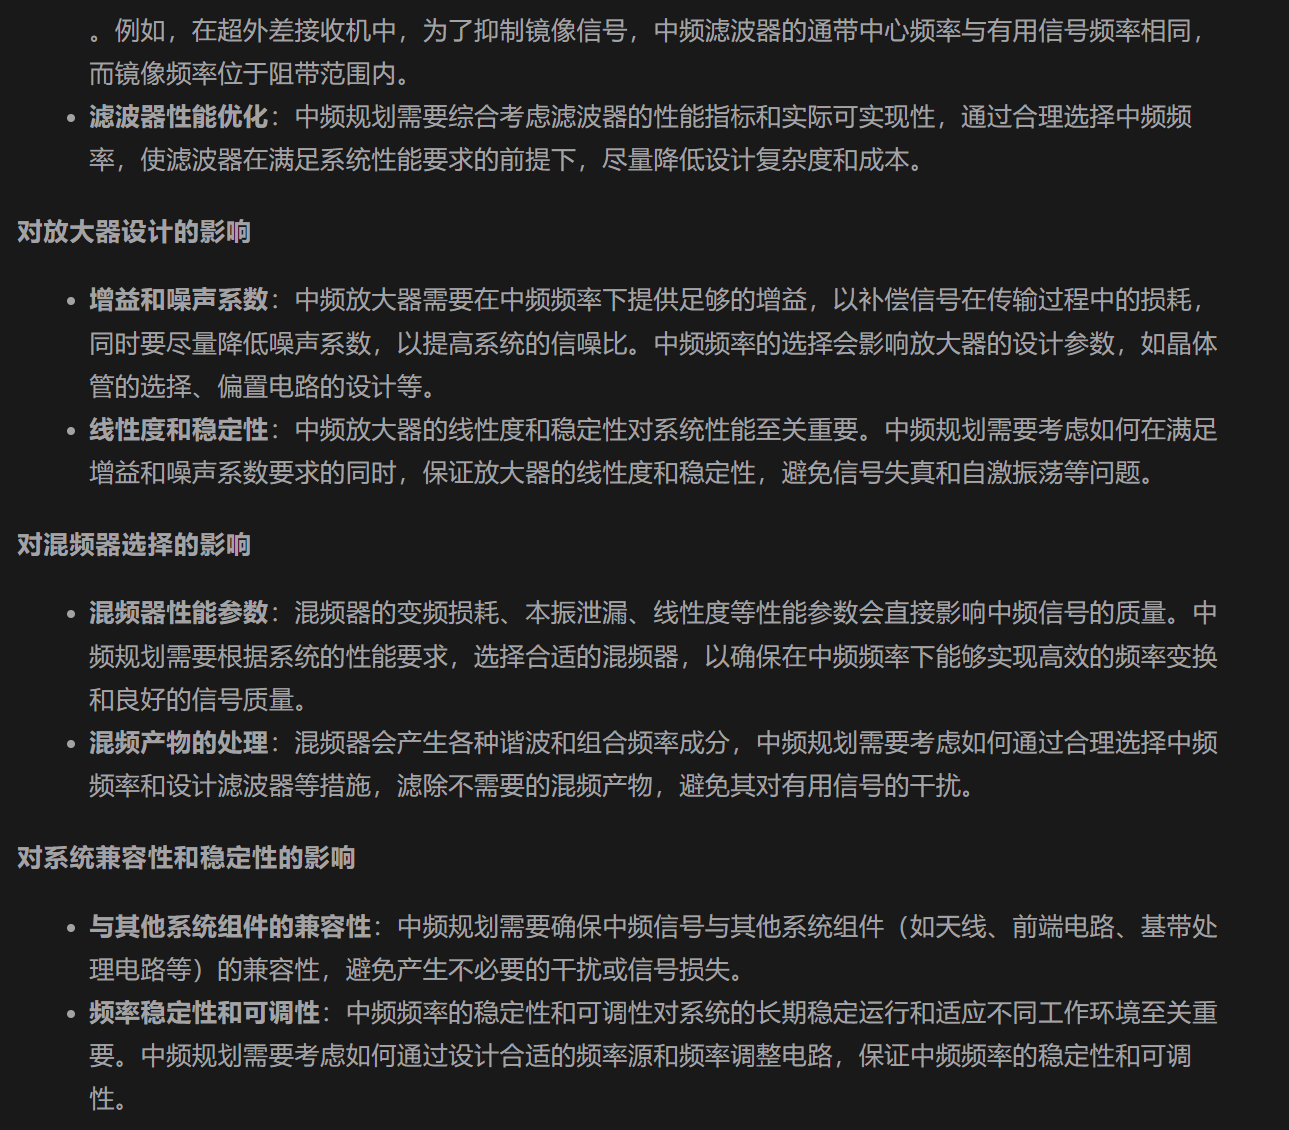 。例如，在超外差接收机中，为了抑制镜像信号，中频滤波器的通带中心频率与有用信号频率相同，
而镜像频率位于阻带范围内。
• 滤波器性能优化：中频规划需要综合考虑滤波器的性能指标和实际可实现性，通过合理选择中频频
率，使滤波器在满足系统性能要求的前提下，尽量降低设计复杂度和成本。
对放大器设计的影响
• 增益和噪声系数：中频放大器需要在中频频率下提供足够的增益，以补偿信号在传输过程中的损耗，
同时要尽量降低噪声系数，以提高系统的信噪比。中频频率的选择会影响放大器的设计参数，如晶体
管的选择、偏置电路的设计等。
• 线性度和稳定性：中频放大器的线性度和稳定性对系统性能至关重要。中频规划需要考虑如何在满足
增益和噪声系数要求的同时，保证放大器的线性度和稳定性，避免信号失真和自激振荡等问题。
对混频器选择的影响
• 混频器性能参数：混频器的变频损耗、本振泄漏、线性度等性能参数会直接影响中频信号的质量。中
频规划需要根据系统的性能要求，选择合适的混频器，以确保在中频频率下能够实现高效的频率变换
和良好的信号质量。
• 混频产物的处理：混频器会产生各种谐波和组合频率成分，中频规划需要考虑如何通过合理选择中频
频率和设计滤波器等措施，滤除不需要的混频产物，避免其对有用信号的干扰。
对系统兼容性和稳定性的影响
• 与其他系统组件的兼容性：中频规划需要确保中频信号与其他系统组件（如天线、前端电路、基带处
理电路等）的兼容性，避免产生不必要的干扰或信号损失。
• 频率稳定性和可调性：中频频率的稳定性和可调性对系统的长期稳定运行和适应不同工作环境至关重
要。中频规划需要考虑如何通过设计合适的频率源和频率调整电路，保证中频频率的稳定性和可调
性。